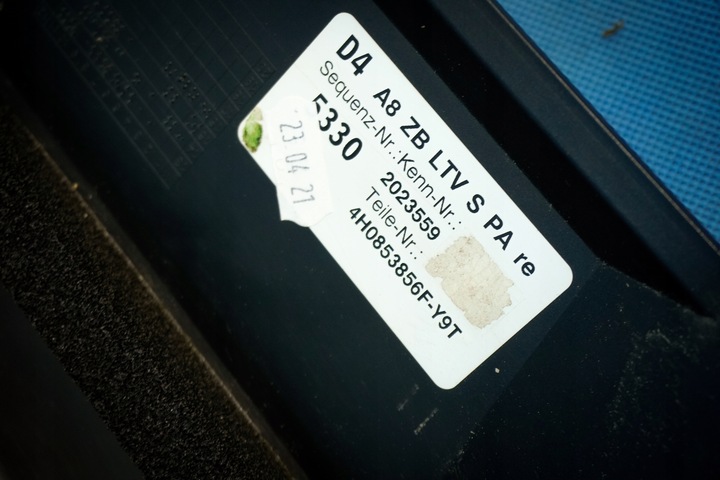 D4 A8 ZB LTV S PA re
Sequenz-Nr.: Kenn-Nr.:
5330 2023559
Teile-Nr.:
4H0853856F-Y9T
23 04 21